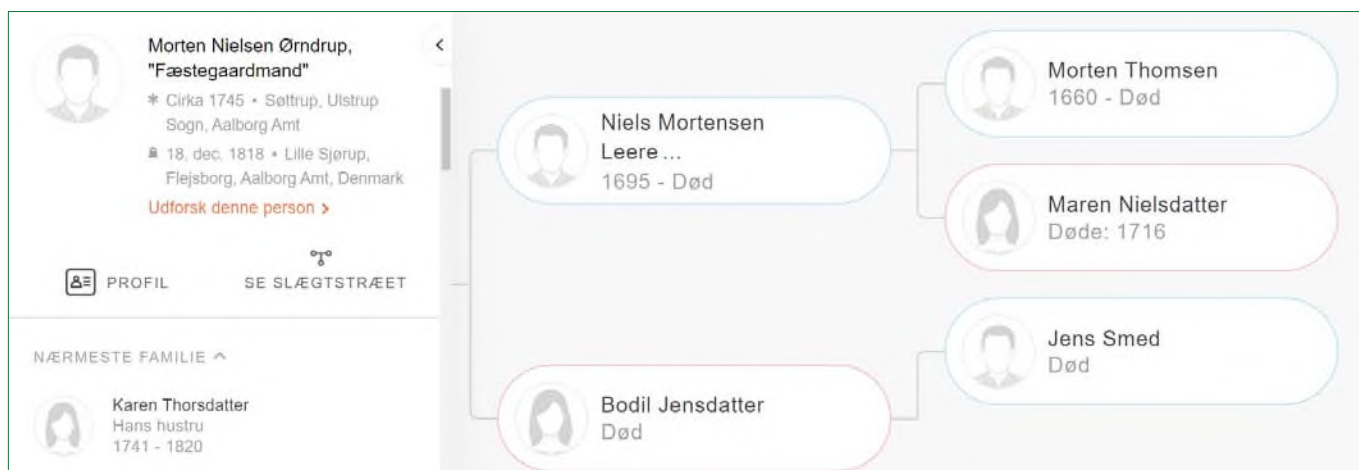 Morten Nielsen Ørndrup,
"Fæstegaardmand"
* Cirka 1745 • Søttrup, Ulstrup
Sogn, Aalborg Amt
18. dec. 1818 • Lille Sjørup,
Flejsborg, Aalborg Amt, Denmark
Udforsk denne person >
PROFIL
SE SLÆGTSTRÆET
NÆRMESTE FAMILIE
Karen Thorsdatter
Hans hustru
1741 - 1820
Niels Mortensen
Leere ...
1695 - Død
Bodil Jensdatter
Død
Morten Thomsen
1660 - Død
Maren Nielsdatter
Døde: 1716
Jens Smed
Død